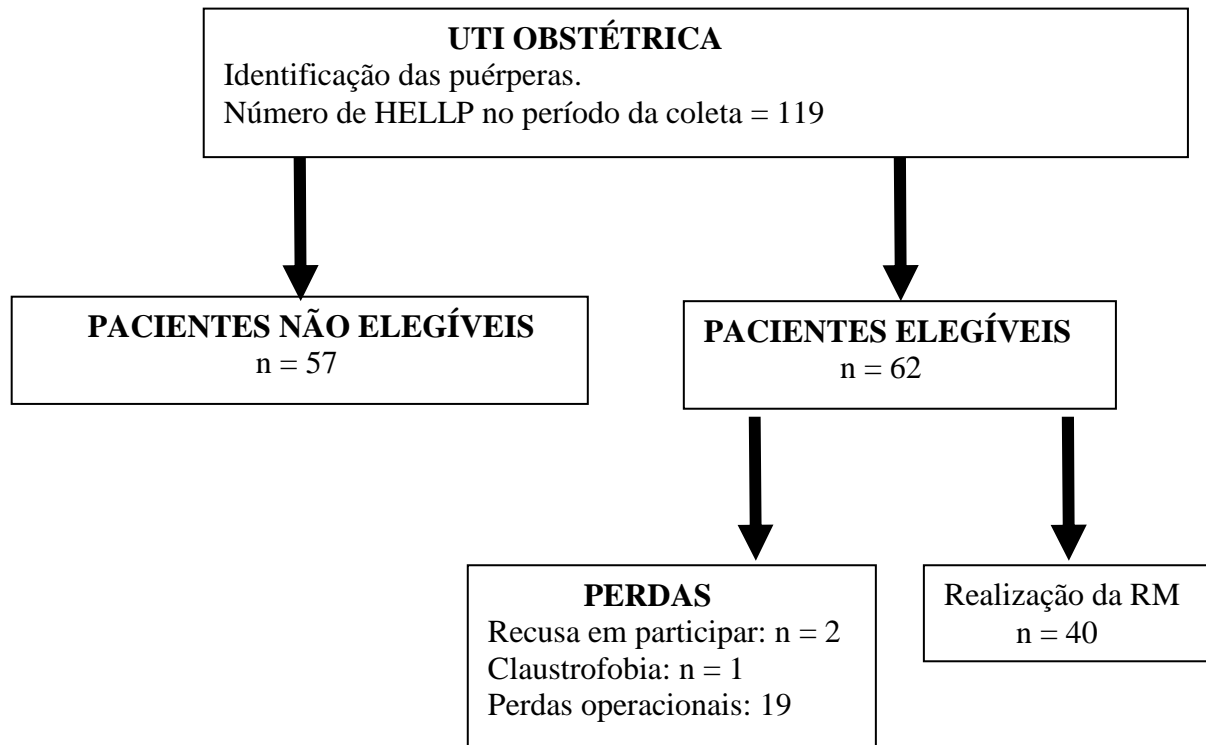 UTI OBSTÉTRICA
Identificação das puérperas.
Número de HELLP no período da coleta = 119
PACIENTES NÃO ELEGÍVEIS
n = 57
PACIENTES ELEGÍVEIS
n = 62
PERDAS
Recusa em participar: n = 2
Claustrofobia: n = 1
Perdas operacionais: 19
Realização da RM
n = 40